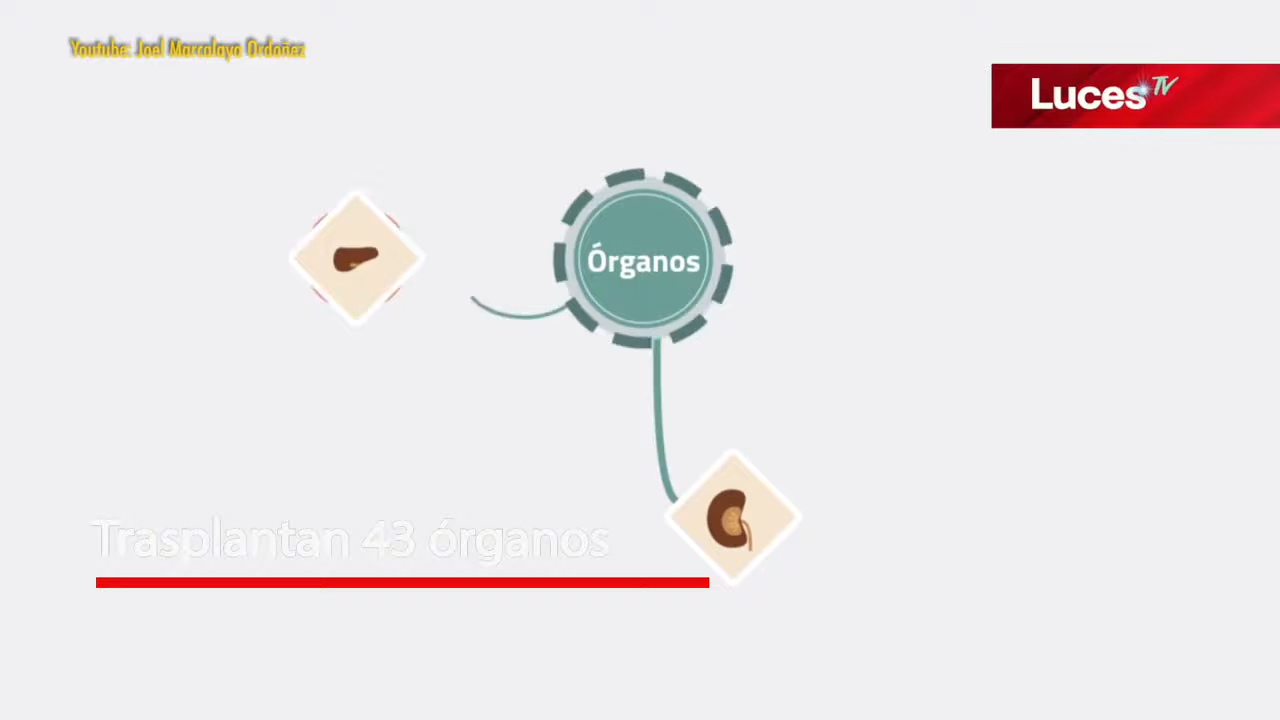 Youtube: Joel Marcalaya Ordoñez
Luces TV
Órganos
Trasplantan 43 órganos